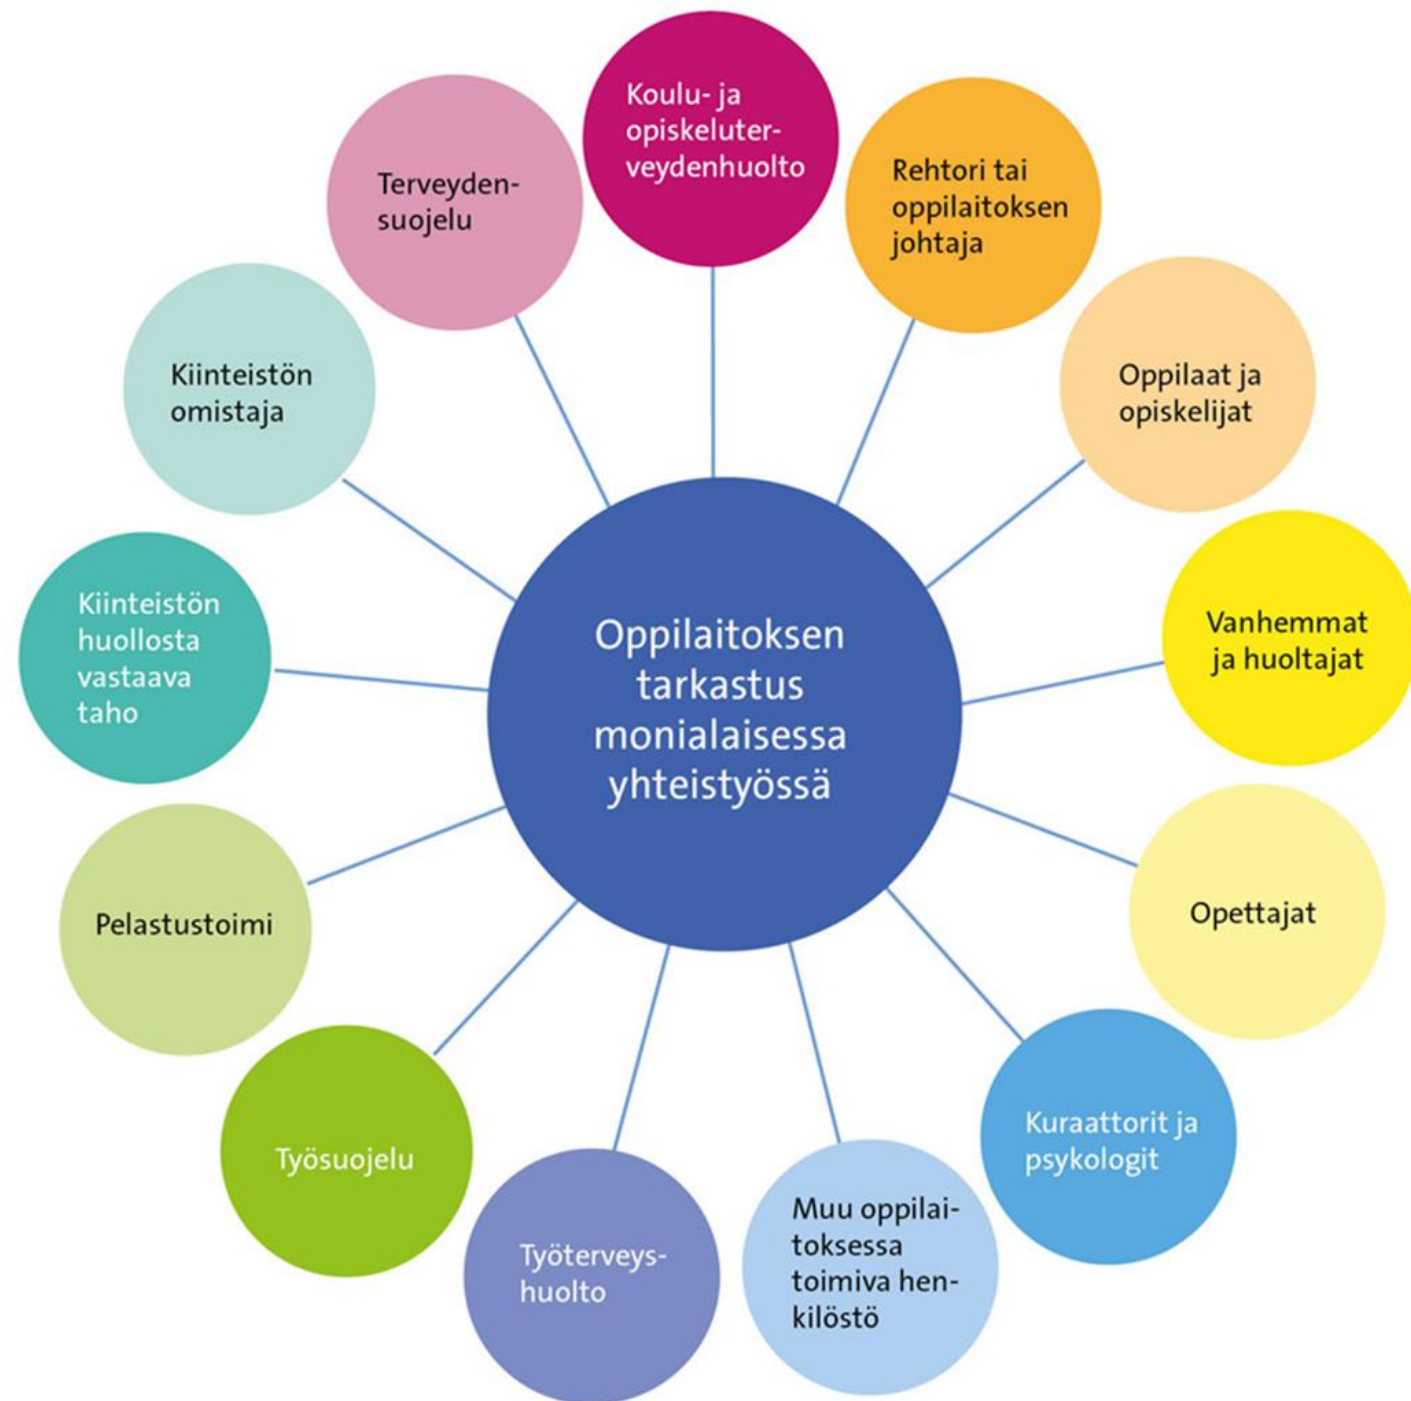 Koulu- ja
opiskeluter-
veydenhuolto
Rehtori tai
oppilaitoksen
johtaja
Oppilaat ja
opiskelijat
Vanhemmat
ja huoltajat
Opettajat
Kuraattorit ja
psykologit
Muu oppilai-
toksessa
toimiva hen-
kilöstö
Työterveys-
huolto
Työsuojelu
Pelastustoimi
Kiinteistön
huollosta
vastaava
taho
Kiinteistön
omistaja
Terveyden-
suojelu
Oppilaitoksen
tarkastus
monialaisessa
yhteistyössä